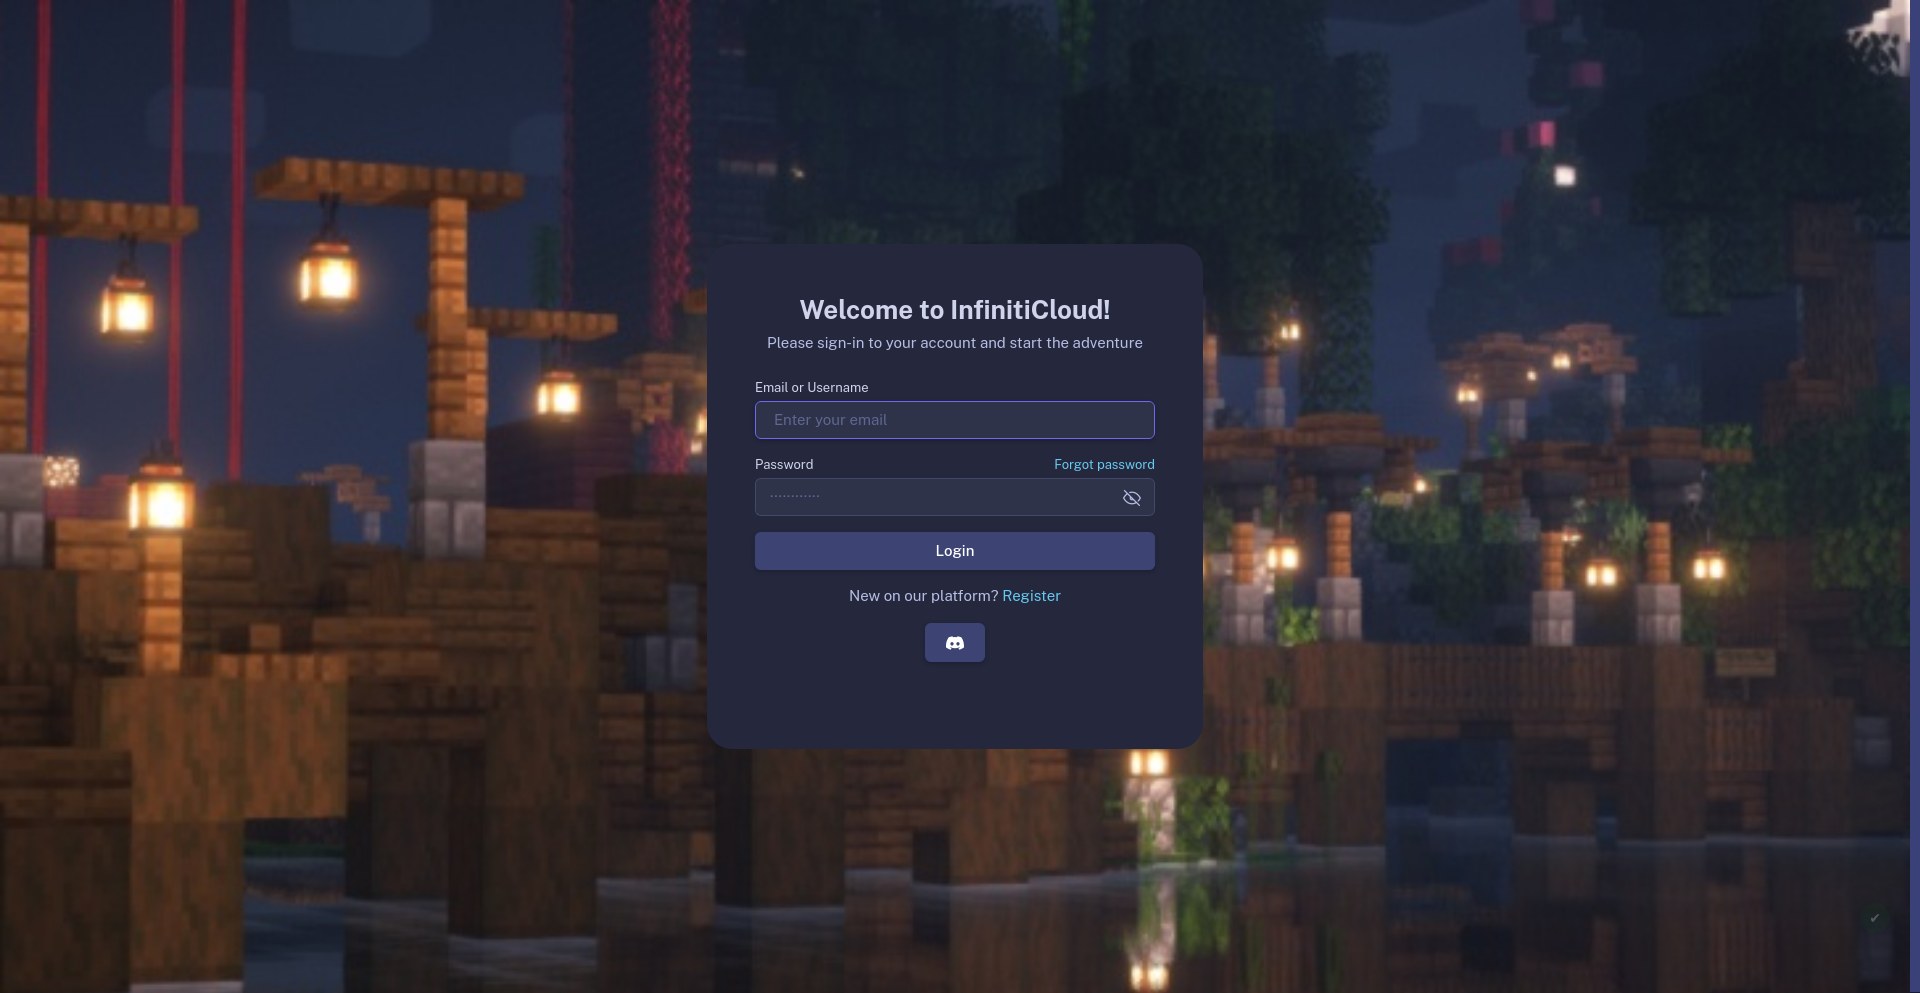 Welcome to InfinitiCloud!
Please sign-in to your account and start the adventure
Email or Username
Enter your email
Password Forgot password
············
Login
New on our platform? Register